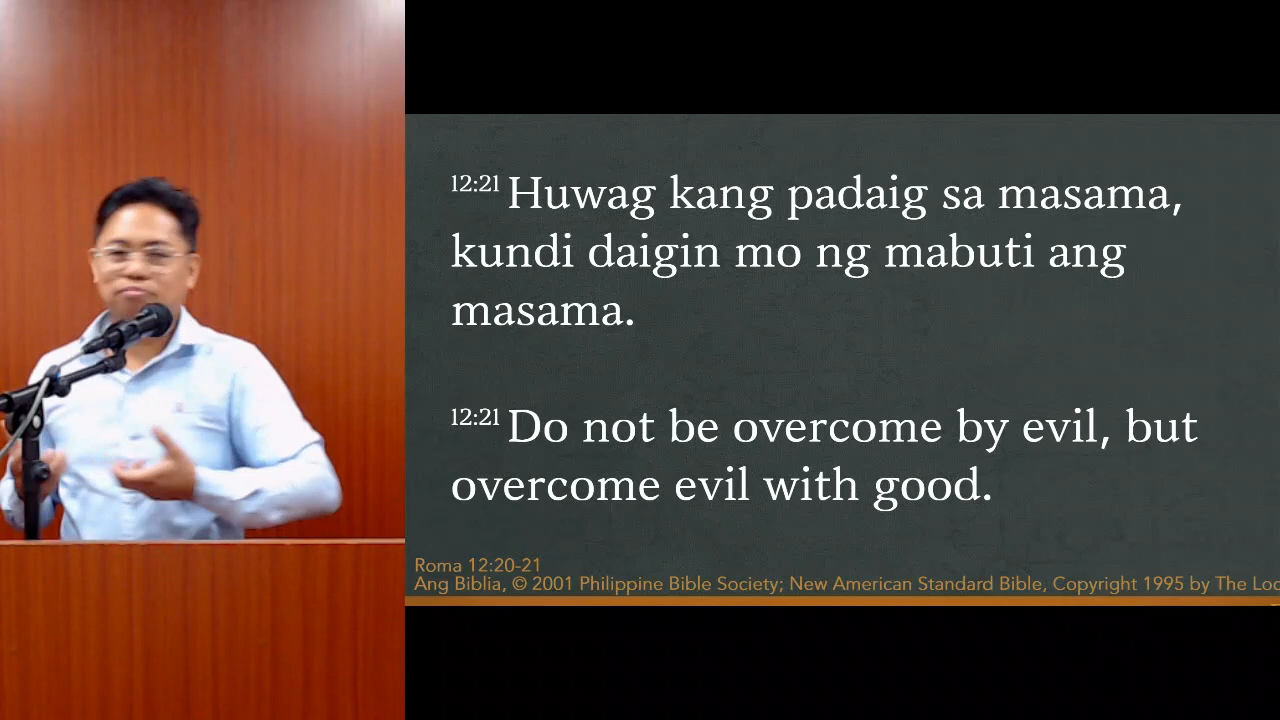 12:21 Huwag kang padaig sa masama,
kundi daigin mo ng mabuti ang
masama.
12:21 Do not be overcome by evil, but
overcome evil with good.
Roma 12:20-21
Ang Biblia, © 2001 Philippine Bible Society; New American Standard Bible, Copyright 1995 by The